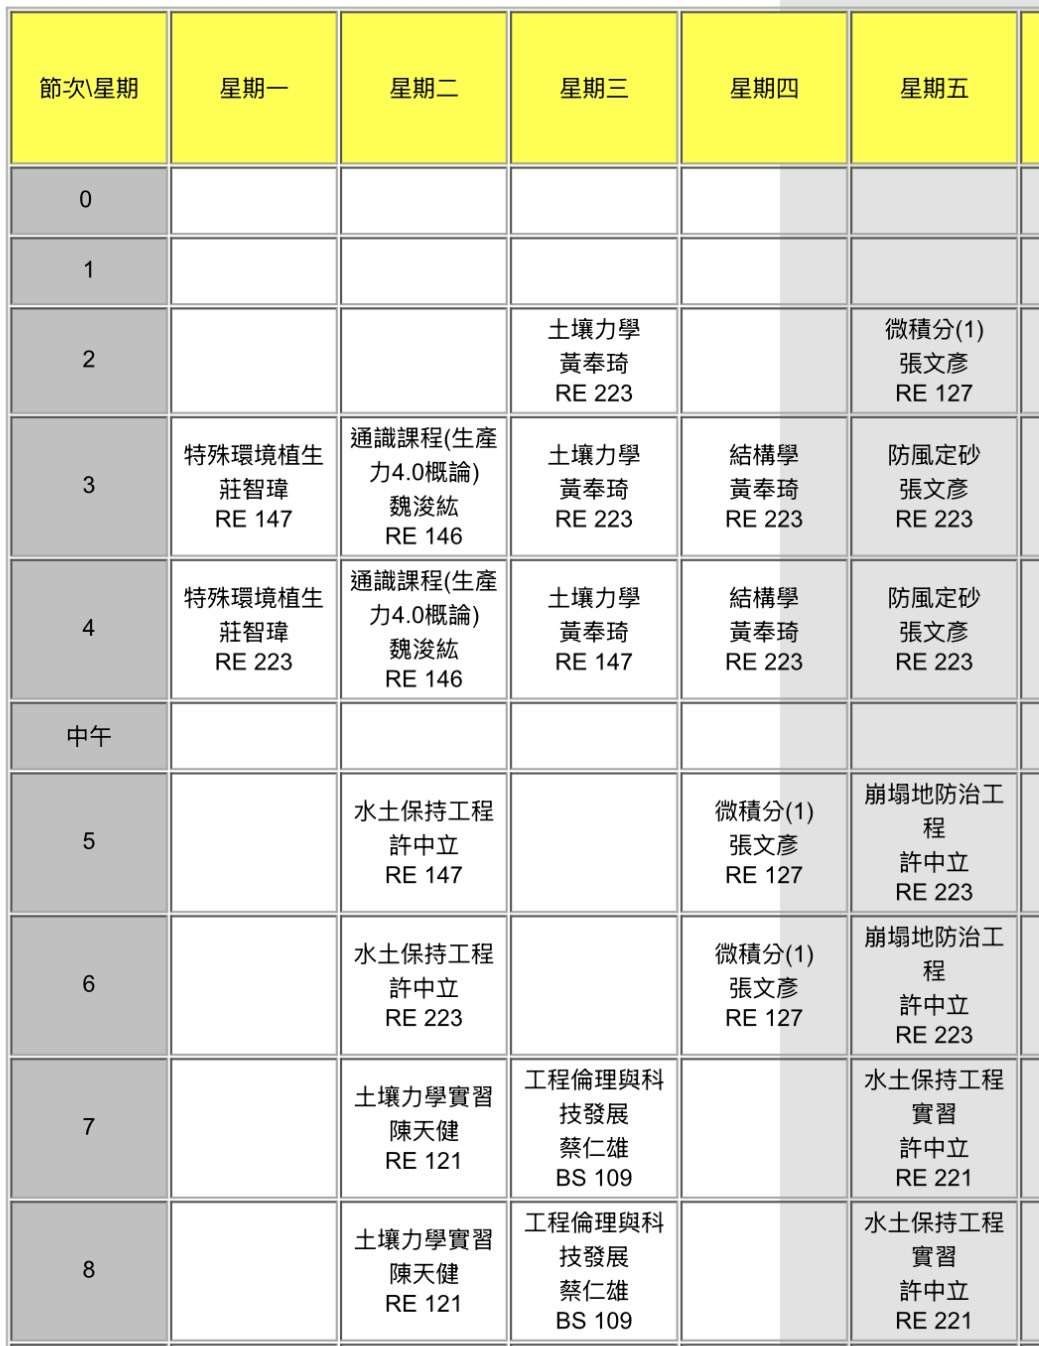 節次\星期
星期一
星期二
星期三
星期四
星期五
0
1
2
土壤力學
黃奉琦
RE 223
微積分(1)
張文彥
RE 127
3
特殊環境植生
莊智瑋
RE 147
通識課程(生產
力4.0概論)
魏浚紘
RE 146
土壤力學
黃奉琦
RE 223
結構學
黃奉琦
RE 223
防風定砂
張文彥
RE 223
4
特殊環境植生
莊智瑋
RE 223
通識課程(生產
力4.0概論)
魏浚紘
RE 146
土壤力學
黃奉琦
RE 147
結構學
黃奉琦
RE 223
防風定砂
張文彥
RE 223
中午
5
水土保持工程
許中立
RE 147
微積分(1)
張文彥
RE 127
崩塌地防治工
程
許中立
RE 223
6
水土保持工程
許中立
RE 223
微積分(1)
張文彥
RE 127
崩塌地防治工
程
許中立
RE 223
7
土壤力學實習
陳天健
RE 121
工程倫理與科
技發展
蔡仁雄
BS 109
水土保持工程
實習
許中立
RE 221
8
土壤力學實習
陳天健
RE 121
工程倫理與科
技發展
蔡仁雄
BS 109
水土保持工程
實習
許中立
RE 221